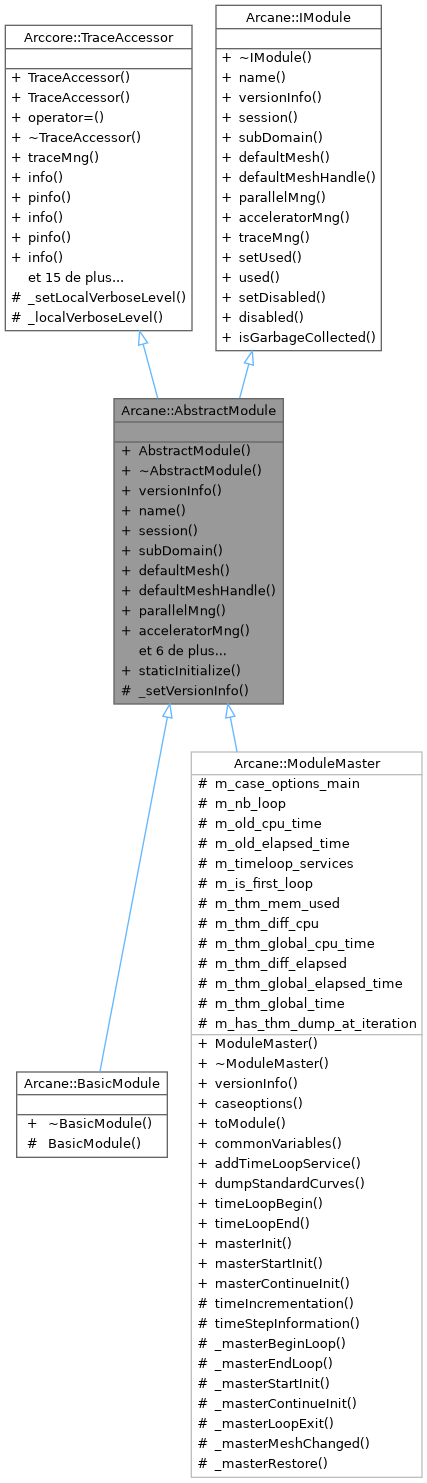 Arccore::TraceAccessor
+ TraceAccessor()
+ TraceAccessor()
+ operator=()
+ ~TraceAccessor()
+ traceMng()
+ info()
+ pinfo()
+ info()
+ pinfo()
+ info()
et 15 de plus...
# _setLocalVerboseLevel()
# _localVerboseLevel()
Arcane::IModule
+ ~IModule()
+ name()
+ versionInfo()
+ session()
+ subDomain()
+ defaultMesh()
+ defaultMeshHandle()
+ parallelMng()
+ acceleratorMng()
+ traceMng()
+ setUsed()
+ used()
+ setDisabled()
+ disabled()
+ isGarbageCollected()
Arcane::AbstractModule
+ AbstractModule()
+ ~AbstractModule()
+ versionInfo()
+ name()
+ session()
+ subDomain()
+ defaultMesh()
+ defaultMeshHandle()
+ parallelMng()
+ acceleratorMng()
et 6 de plus...
+ staticInitialize()
# _setVersionInfo()
Arcane::BasicModule
+ ~BasicModule()
# BasicModule()
Arcane::ModuleMaster
# m_case_options_main
# m_nb_loop
# m_old_cpu_time
# m_old_elapsed_time
# m_timeloop_services
# m_is_first_loop
# m_thm_mem_used
# m_thm_diff_cpu
# m_thm_global_cpu_time
# m_thm_diff_elapsed
# m_thm_global_elapsed_time
# m_thm_global_time
# m_has_thm_dump_at_iteration
+ ModuleMaster()
+ ~ModuleMaster()
+ versionInfo()
+ caseoptions()
+ toModule()
+ commonVariables()
+ addTimeLoopService()
+ dumpStandardCurves()
+ timeLoopBegin()
+ timeLoopEnd()
+ masterInit()
+ masterStartInit()
+ masterContinueInit()
# timeIncrementation()
# timeStepInformation()
# _masterBeginLoop()
# _masterEndLoop()
# _masterStartInit()
# _masterContinueInit()
# _masterLoopExit()
# _masterMeshChanged()
# _masterRestore()